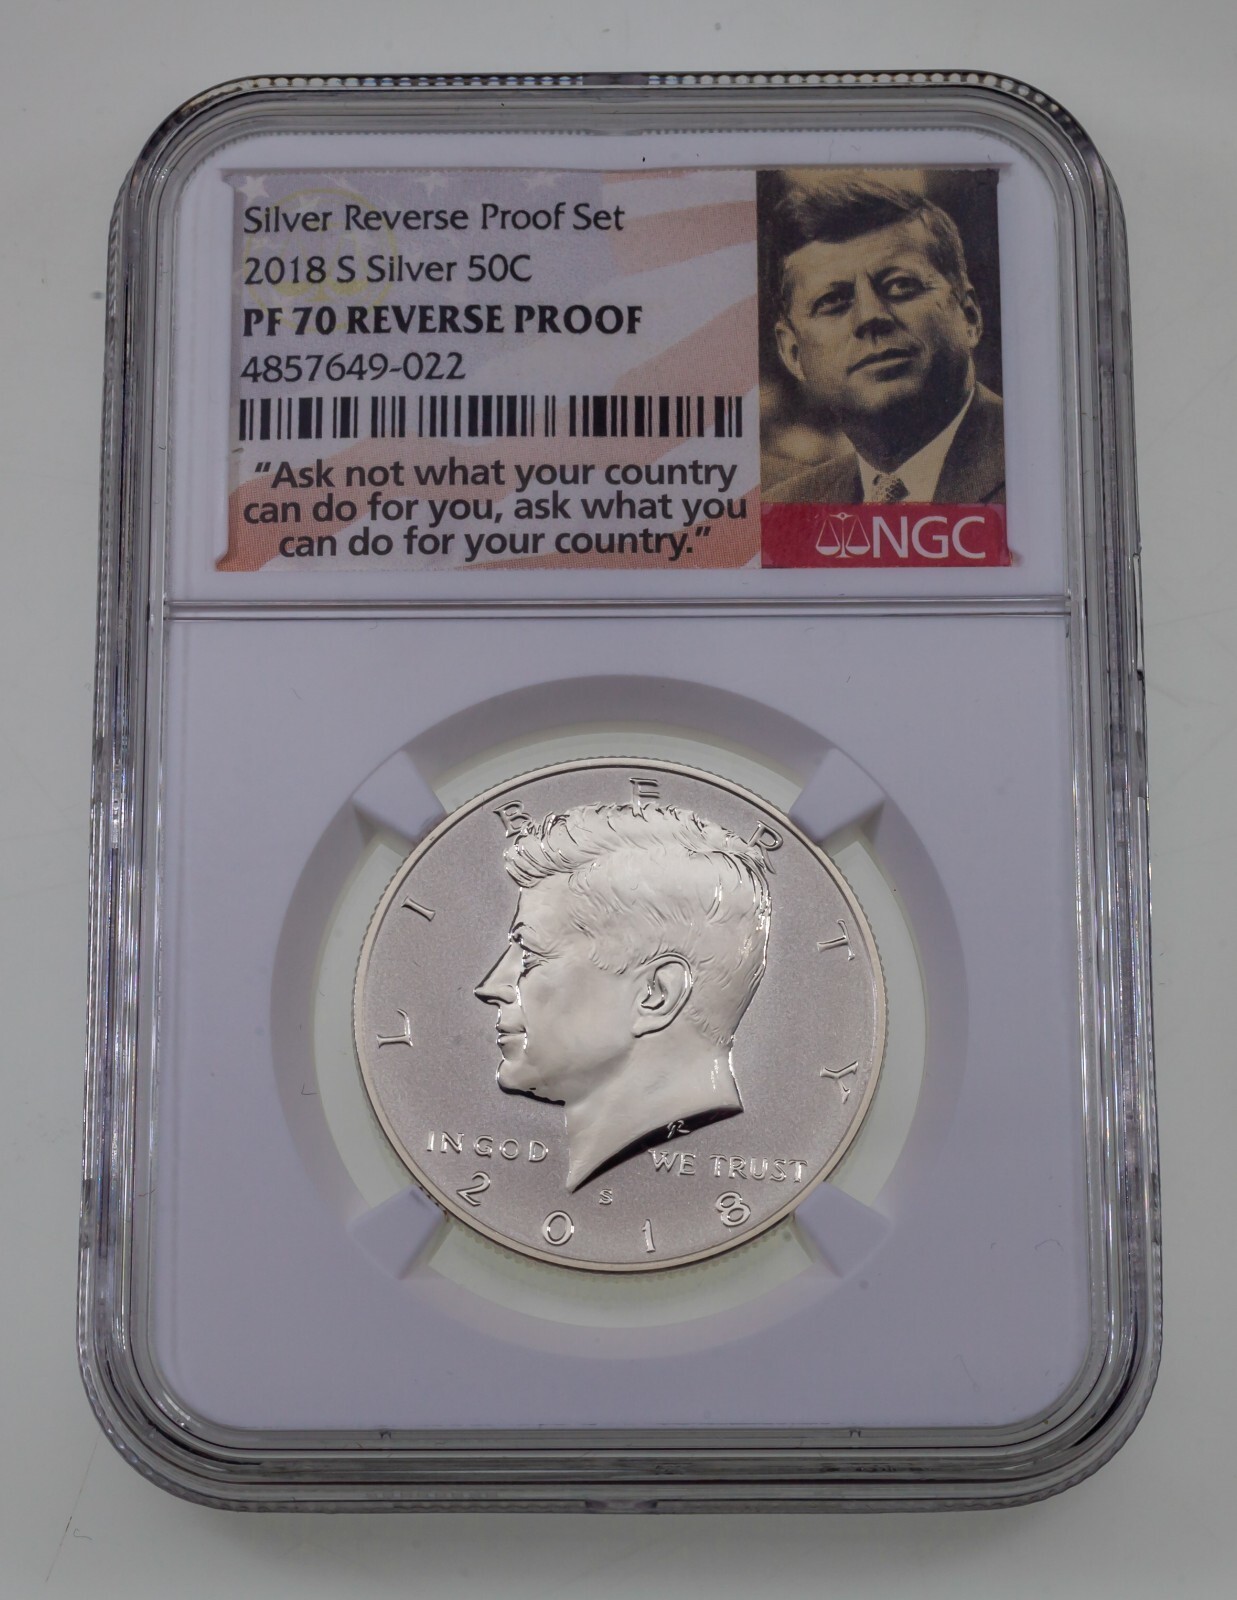 Silver Reverse Proof Set
2018 S Silver 50C
PF 70 REVERSE PROOF
4857649-022
“Ask not what your country
can do for you, ask what you
can do for your country.”
NGC
LIBERTY
IN GOD WE TRUST
S
2018